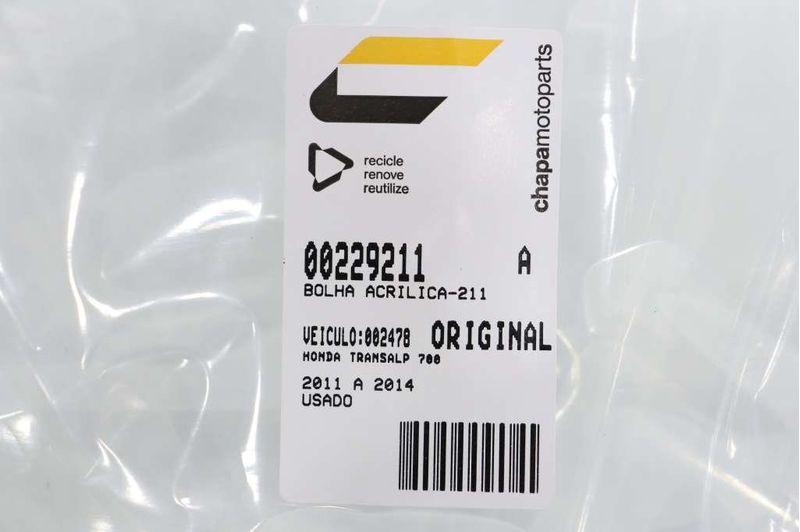 chapamotoparts
recicle
renove
reutilize
00229211 A
BOLHA ACRILICA-211
VEICULO:002478 ORIGINAL
HONDA TRANSALP 700
2011 A 2014
USADO